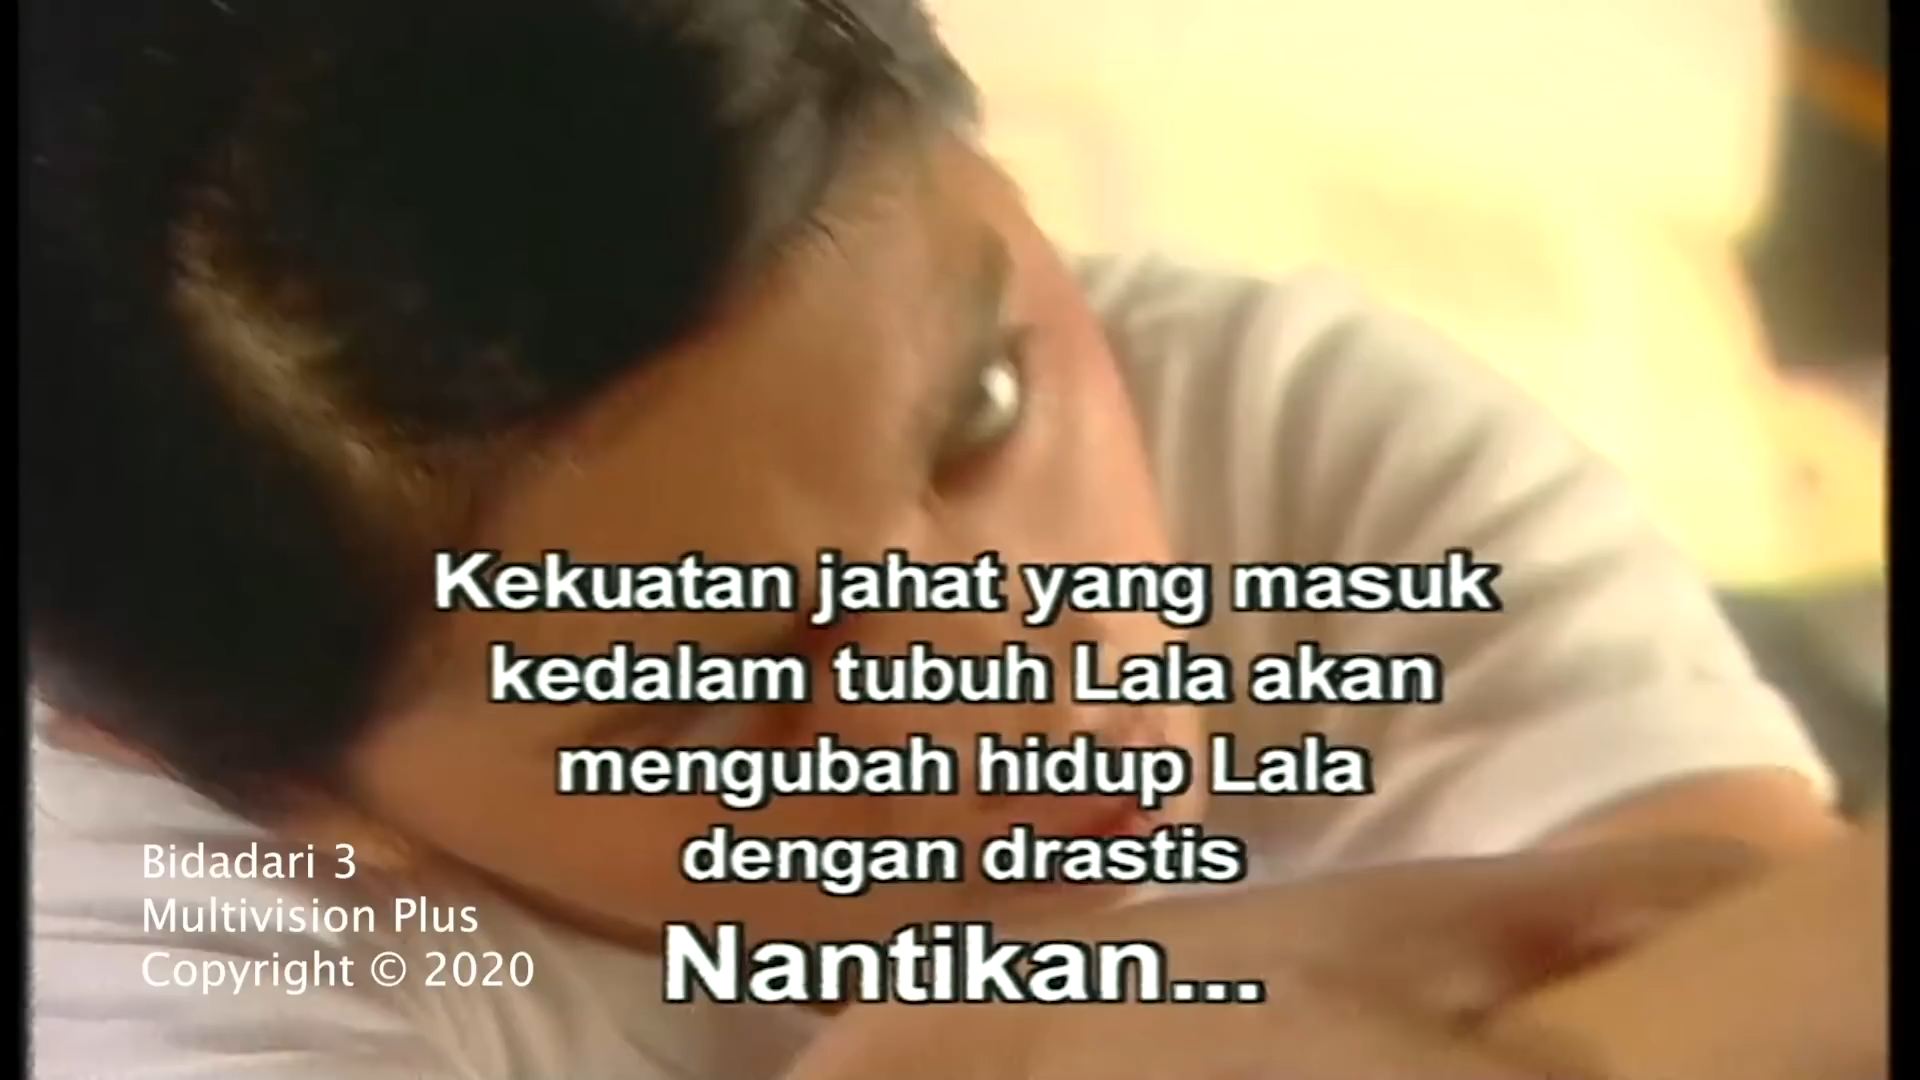 Kekuatan jahat yang masuk
kedalam tubuh Lala akan
mengubah hidup Lala
dengan drastis
Nantikan...
Bidadari 3
Multivision Plus
Copyright © 2020